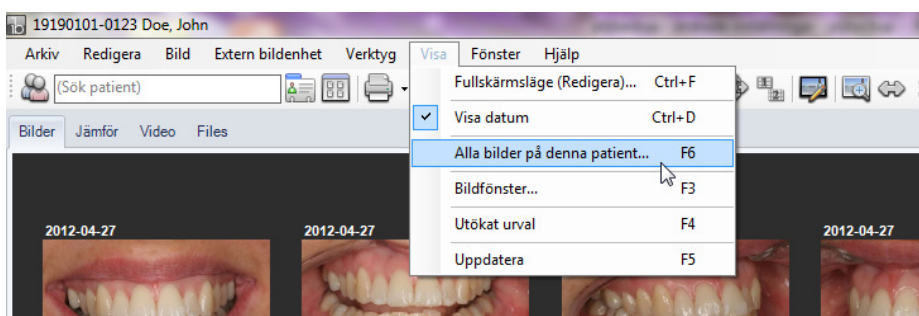 19190101-0123 Doe, John
Arkiv Redigera Bild Extern bildenhet Verktyg Visa Fönster Hjälp
(Sök patient)
Bilder Jämför Video Files
Fullskärmsläge (Redigera)... Ctrl+F
Visa datum Ctrl+D
Alla bilder på denna patient... F6
Bildfönster... F3
Utökat urval F4
Uppdatera F5
2012-04-27 2012-04-27 2012-04-27